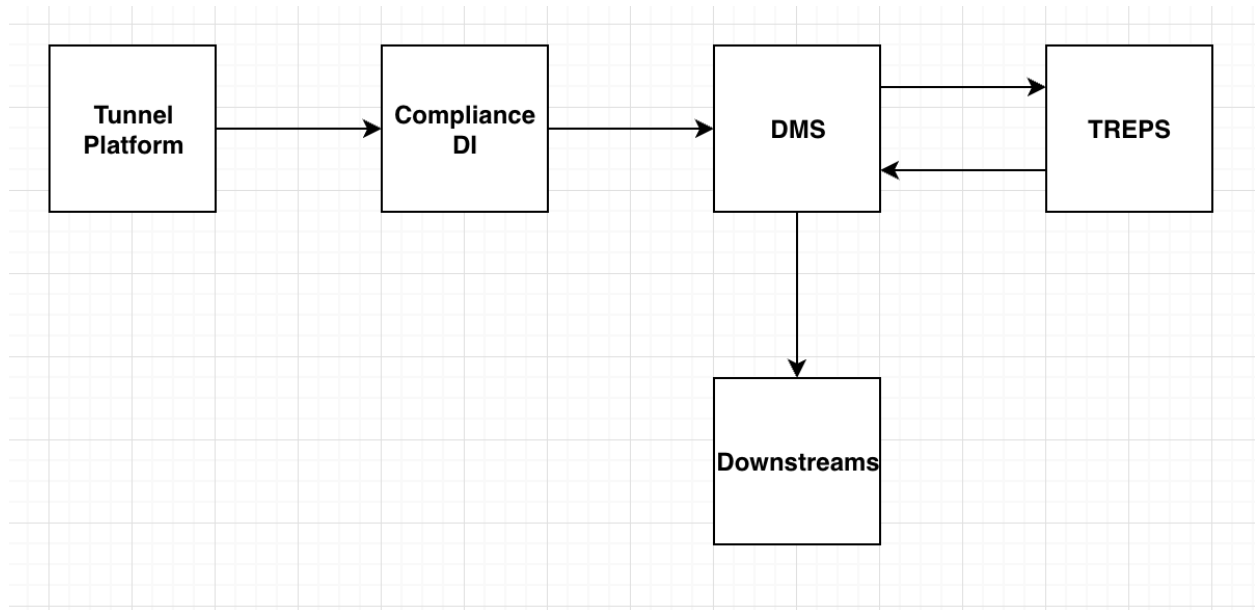 Tunnel
Platform
Compliance
DI
DMS
TREPS
Downstreams